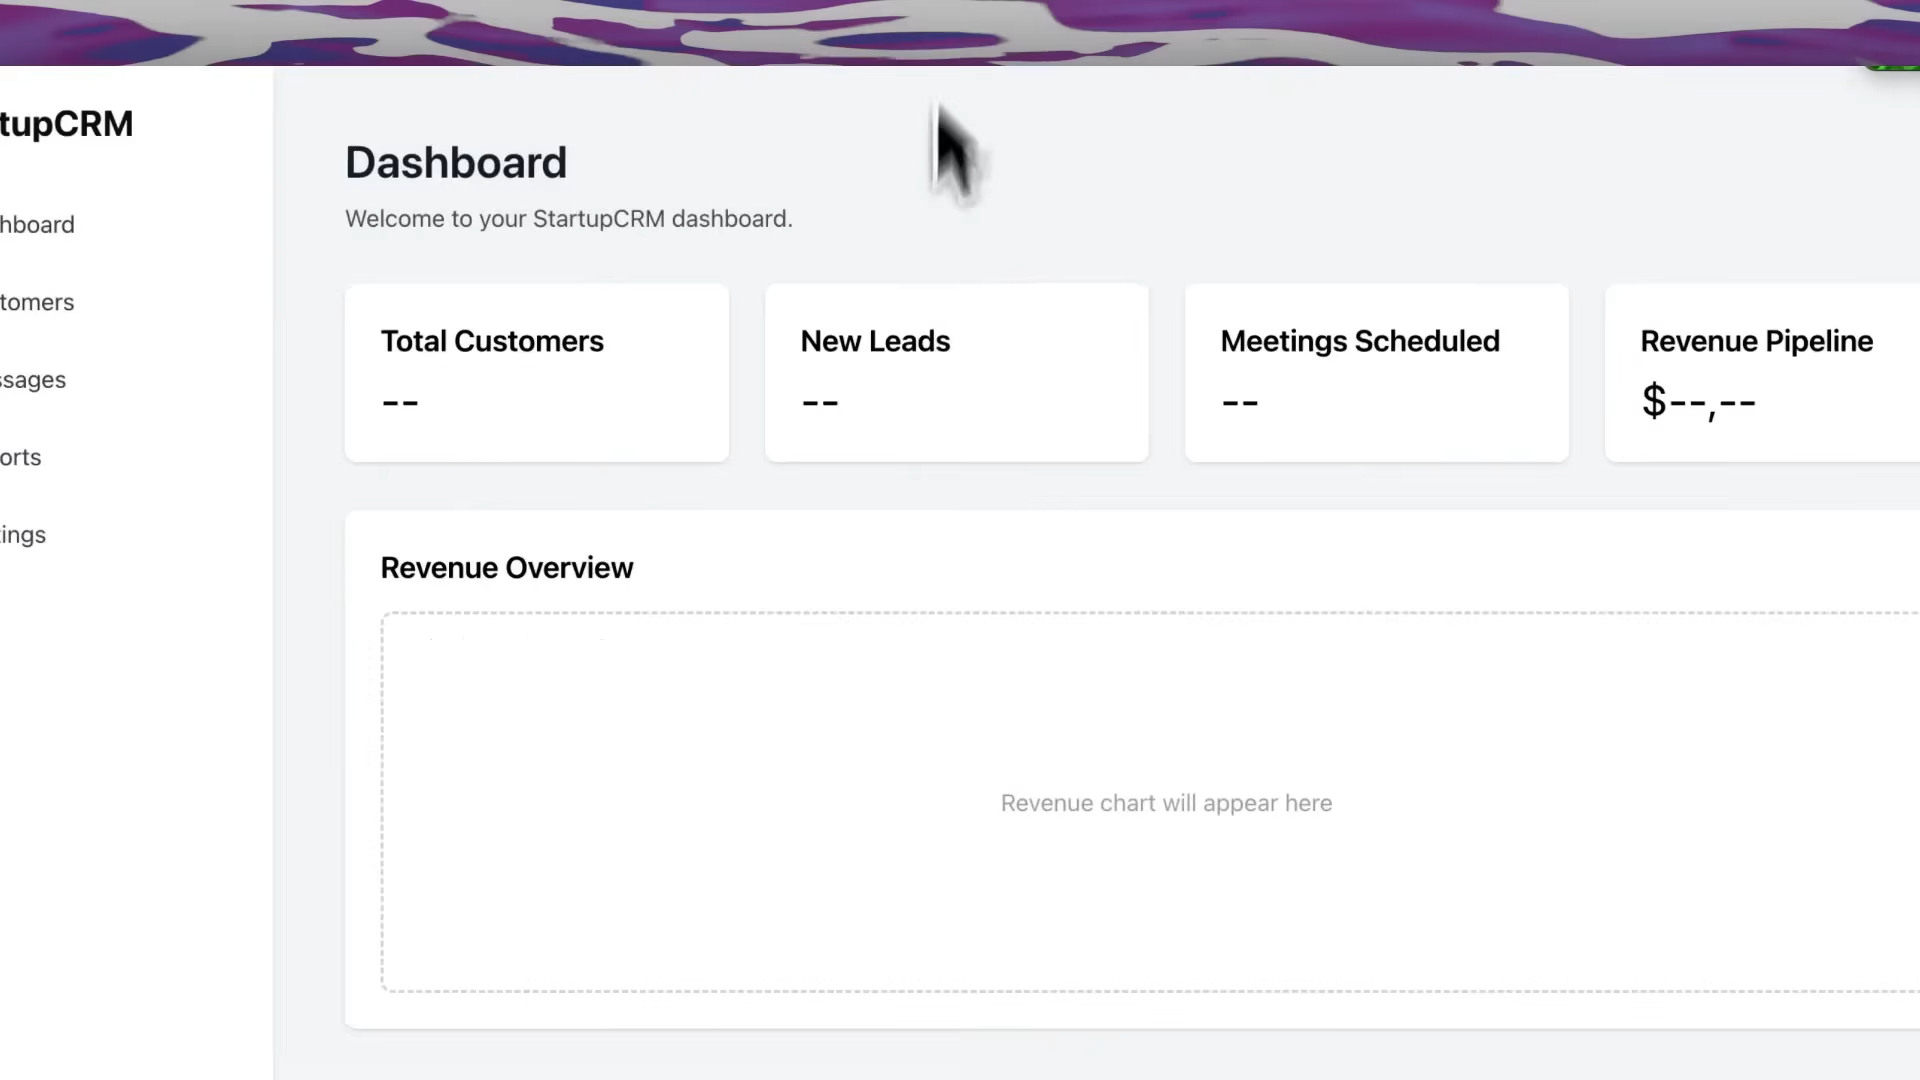 tupCRM
hboard
tomers
ssages
orts
tings
Dashboard
Welcome to your StartupCRM dashboard.
Total Customers
--
New Leads
--
Meetings Scheduled
--
Revenue Pipeline
$--,--
Revenue Overview
Revenue chart will appear here